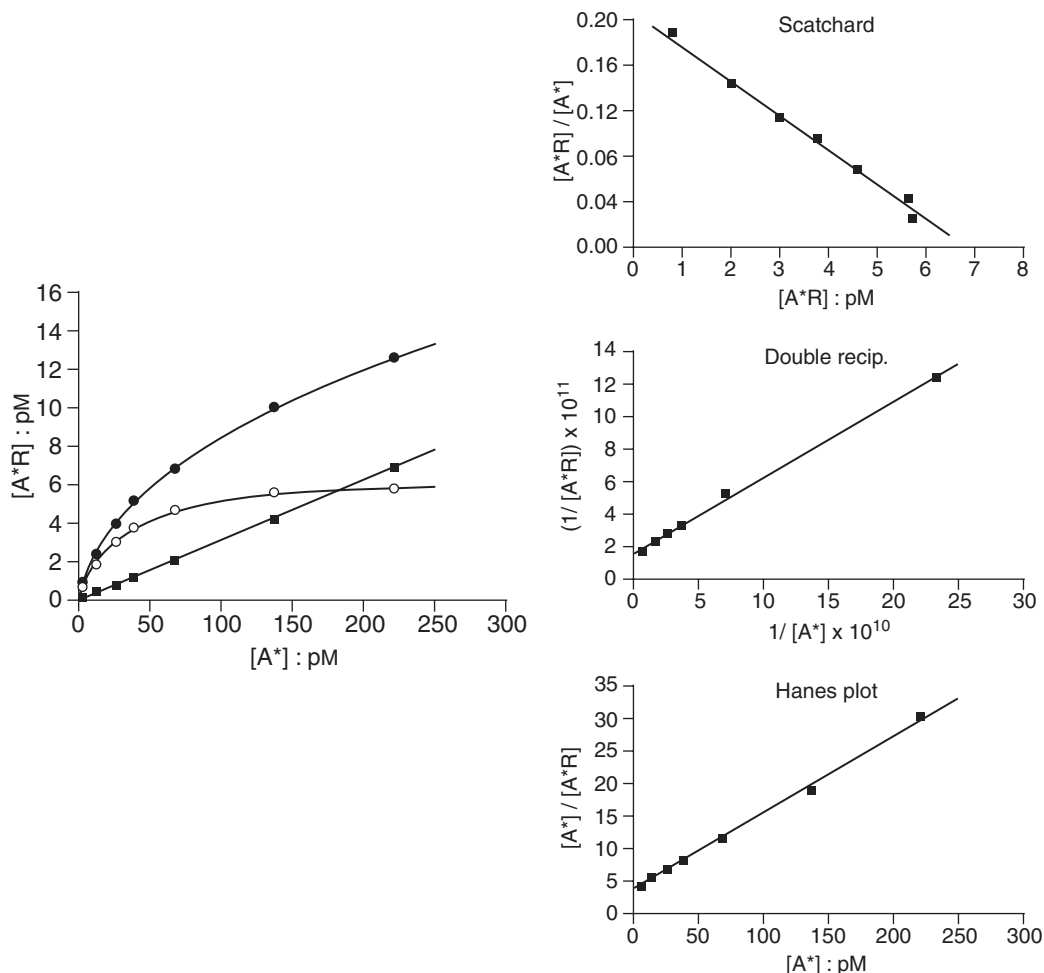 16
14
12
10
8
6
4
2
0
[A*R] : pM
0 50 100 150 200 250 300
[A*] : pM
Scatchard
0.20
0.16
0.12
0.06
0.04
0.00
[A*R] / [A*]
0 1 2 3 4 5 6 7 8
[A*R] : pM
Double recip.
14
12
10
8
6
4
2
0
(1/ [A*R]) x 10¹¹
0 5 10 15 20 25 30
1/ [A*] x 10¹⁰
Hanes plot
35
30
25
20
15
10
5
0
[A*] / [A*R]
0 50 100 150 200 250 300
[A*] : pM